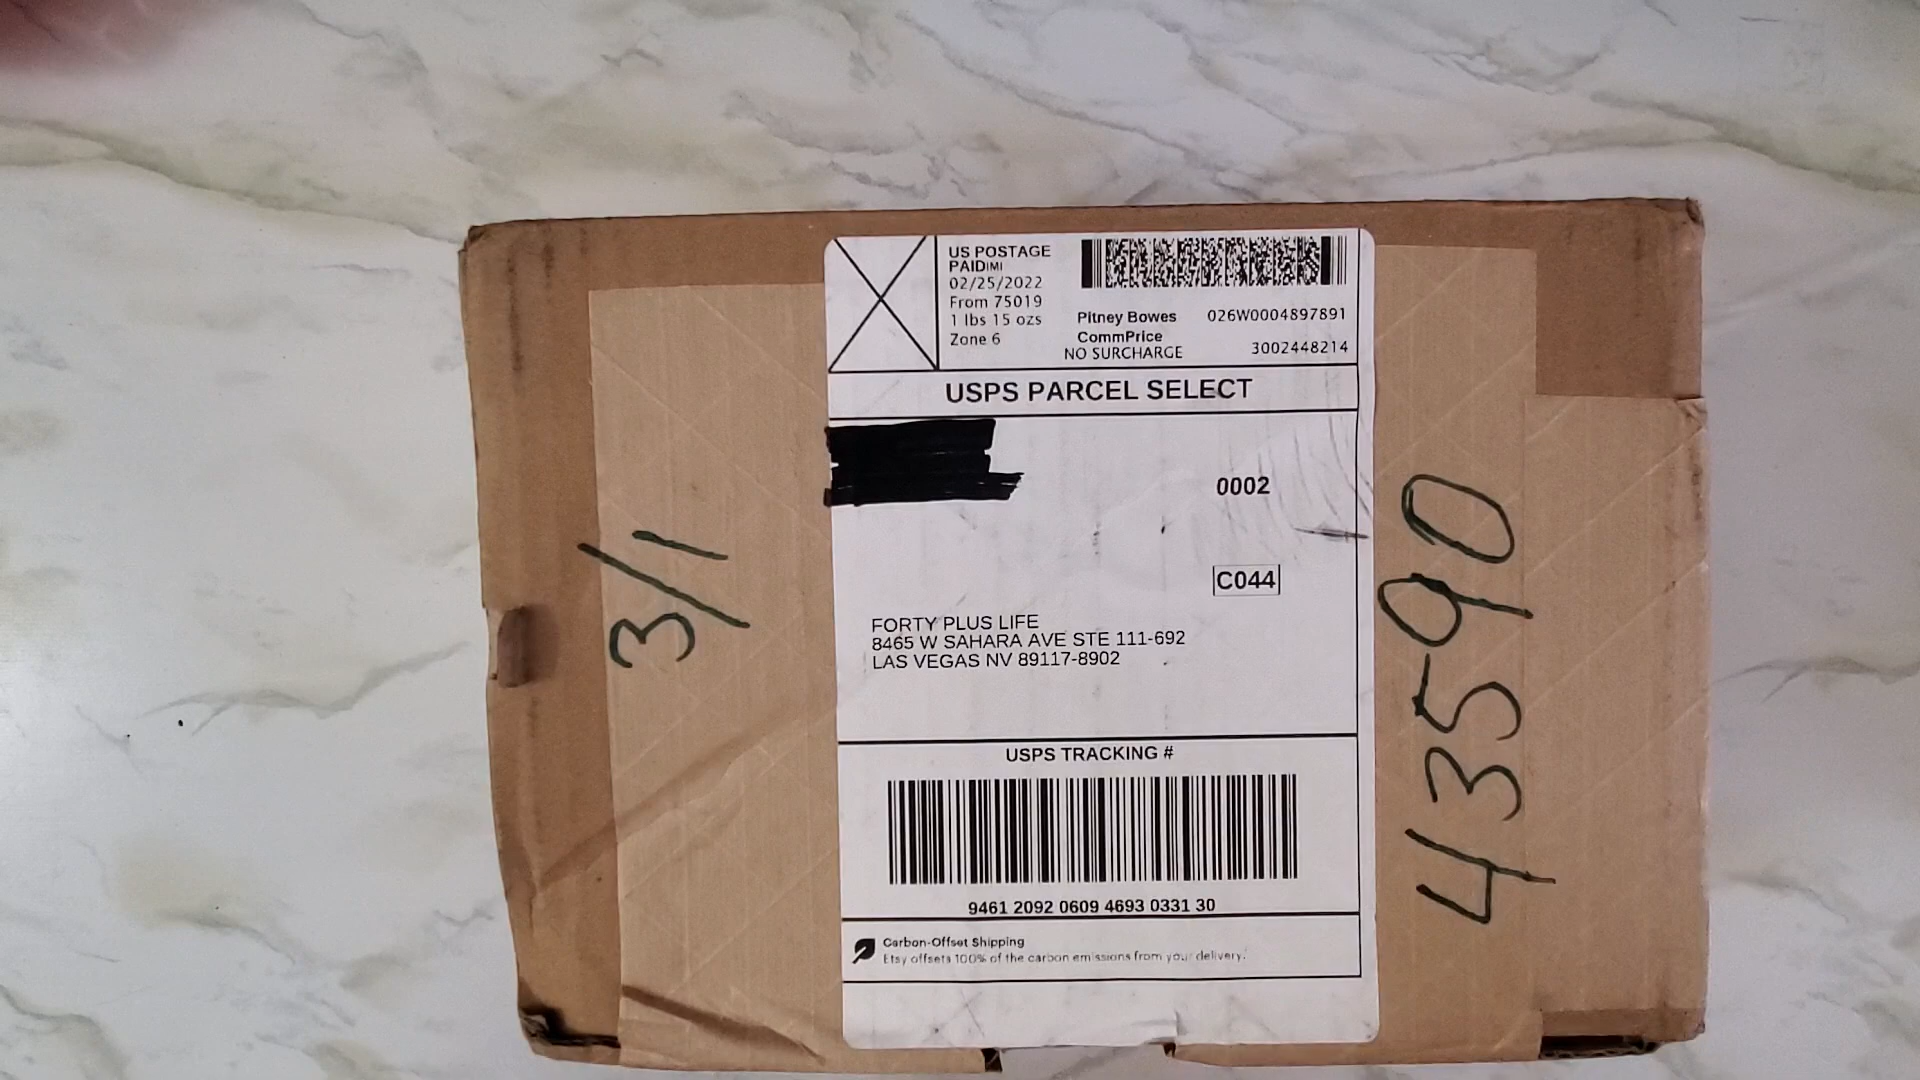 US POSTAGE
PAID IMI
02/25/2022
From 75019
1 lbs 15 ozs
Zone 6
Pitney Bowes
CommPrice
NO SURCHARGE
026W0004897891
3002448214
USPS PARCEL SELECT
0002
C044
FORTY PLUS LIFE
8465 W SAHARA AVE STE 111-692
LAS VEGAS NV 89117-8902
USPS TRACKING #
9461 2092 0609 4693 0331 30
Carbon-Offset Shipping
Etsy offsets 100% of the carbon emissions from your delivery.
3/1
43590